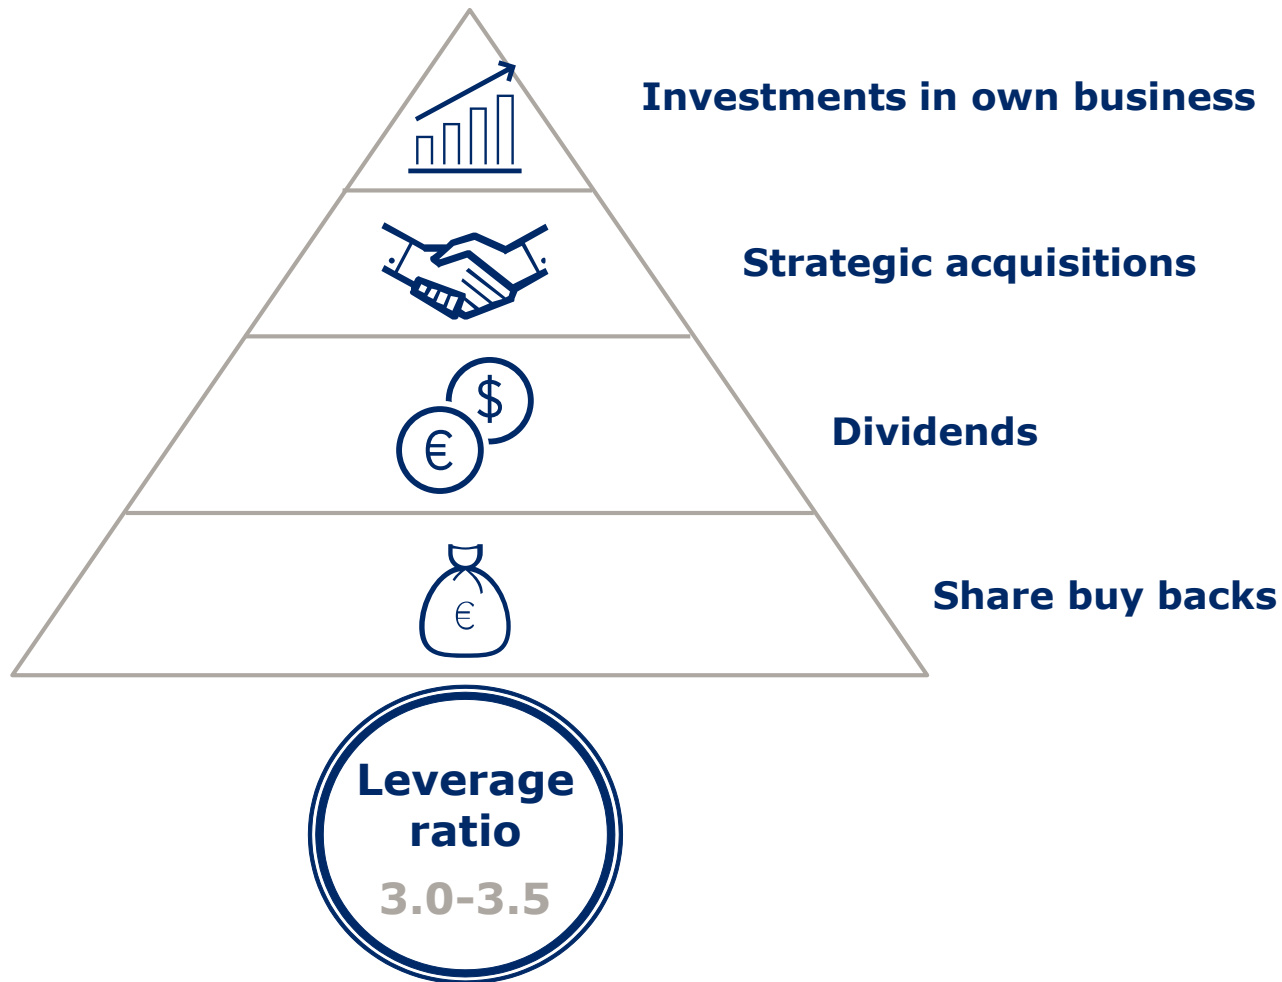 Investments in own business
Strategic acquisitions
$
€
Dividends
€
Share buy backs
Leverage
ratio
3.0–3.5